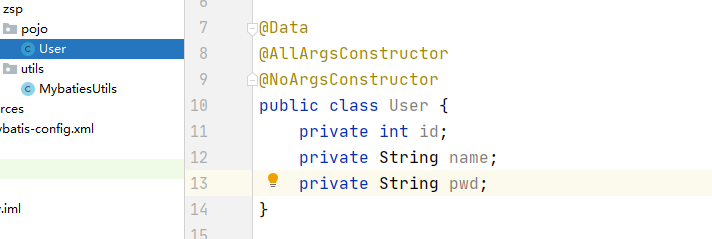 zsp
pojo
User
utils
MybatiesUtils
rces
batis-config.xml
.iml
6
7 @Data
8 @AllArgsConstructor
9 @NoArgsConstructor
10 public class User {
11 private int id;
12 private String name;
13 private String pwd;
14 }
15